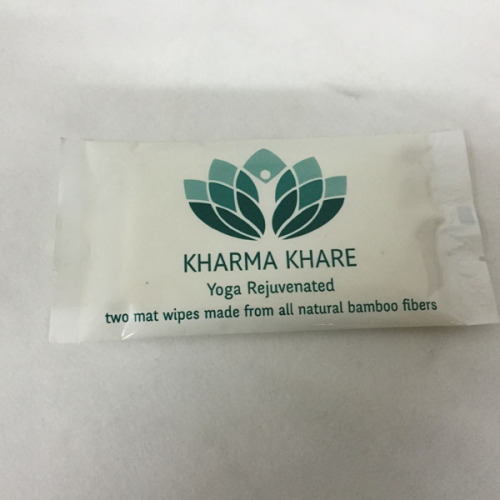 KHARMA KHARE
Yoga Rejuvenated
two mat wipes made from all natural bamboo fibers